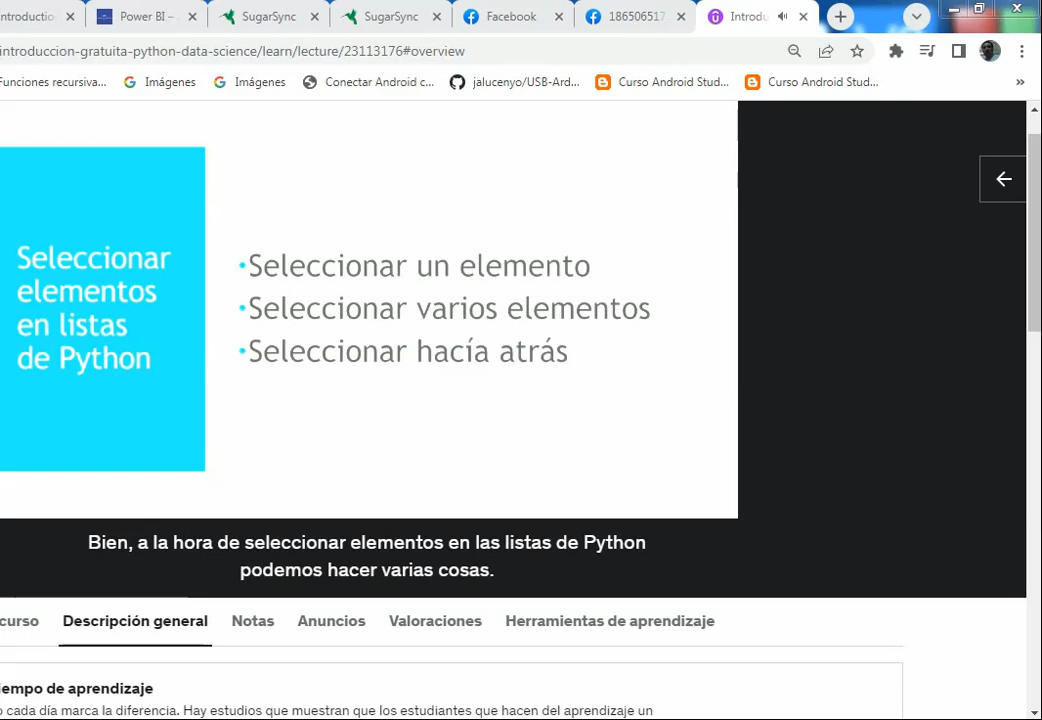 introductio
Power BI –
SugarSync
SugarSync
Facebook
186506517
Introdu
introduccion-gratuita-python-data-science/learn/lecture/23113176#overview
Funciones recursiva...
Imágenes
Imágenes
Conectar Android c...
jalucenyo/USB-Ard...
Curso Android Stud...
Curso Android Stud...
»
Seleccionar
elementos
en listas
de Python
•Seleccionar un elemento
•Seleccionar varios elementos
•Seleccionar hacía atrás
Bien, a la hora de seleccionar elementos en las listas de Python
podemos hacer varias cosas.
curso
Descripción general
Notas
Anuncios
Valoraciones
Herramientas de aprendizaje
iempo de aprendizaje
o cada día marca la diferencia. Hay estudios que muestran que los estudiantes que hacen del aprendizaje un